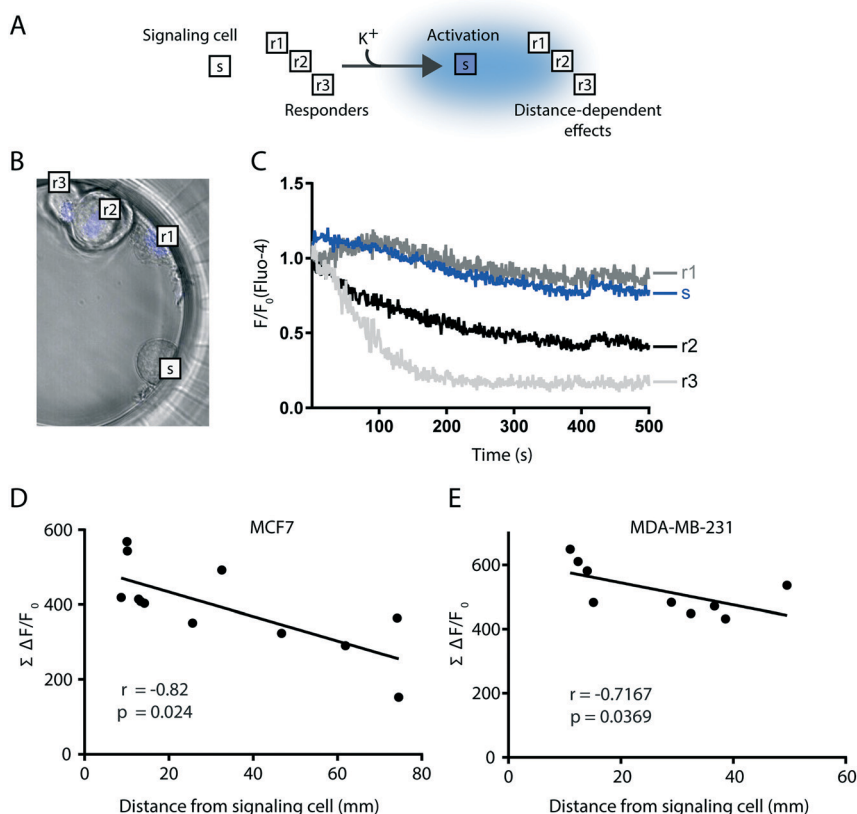 A
Signaling cell
s
r1
r2
r3
Responders
K+
Activation
s
r1
r2
r3
Distance-dependent
effects
B
r3
r2
r1
s
C
F/F0(Fluo-4)
1.5
1.0
0.5
0.0
100 200 300 400 500
Time (s)
r1
s
r2
r3
D
MCF7
Σ ΔF/F0
600
400
200
0
r = -0.82
p = 0.024
0 20 40 60 80
Distance from signaling cell (mm)
E
MDA-MB-231
Σ ΔF/F0
600
400
200
0
r = -0.7167
p = 0.0369
0 20 40 60
Distance from signaling cell (mm)